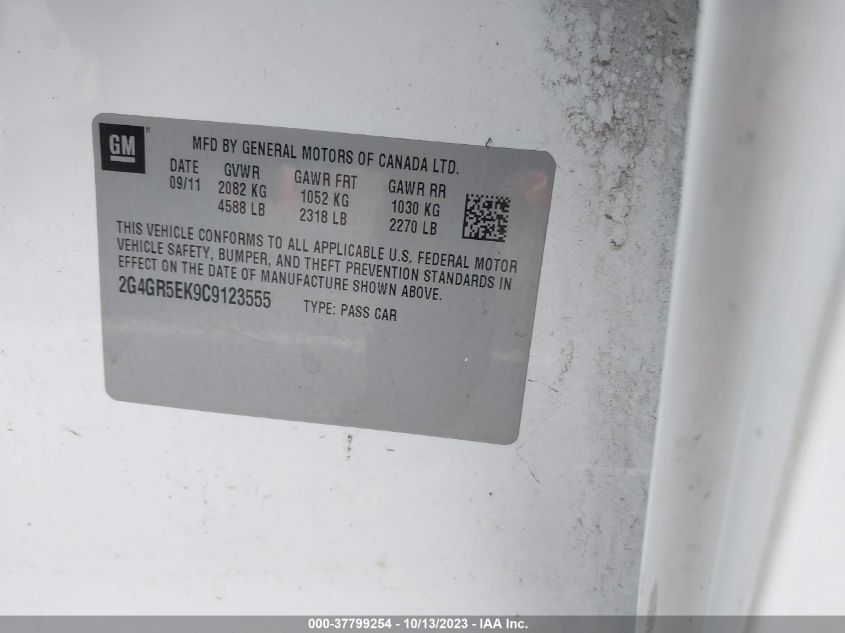 GM
MFD BY GENERAL MOTORS OF CANADA LTD.
DATE GVWR GAWR FRT GAWR RR
09/11 2082 KG 1052 KG 1030 KG
4588 LB 2318 LB 2270 LB
THIS VEHICLE CONFORMS TO ALL APPLICABLE U.S. FEDERAL MOTOR
VEHICLE SAFETY, BUMPER, AND THEFT PREVENTION STANDARDS IN
EFFECT ON THE DATE OF MANUFACTURE SHOWN ABOVE.
2G4GR5EK9C9123555 TYPE: PASS CAR
000-37799254 - 10/13/2023 - IAA Inc.